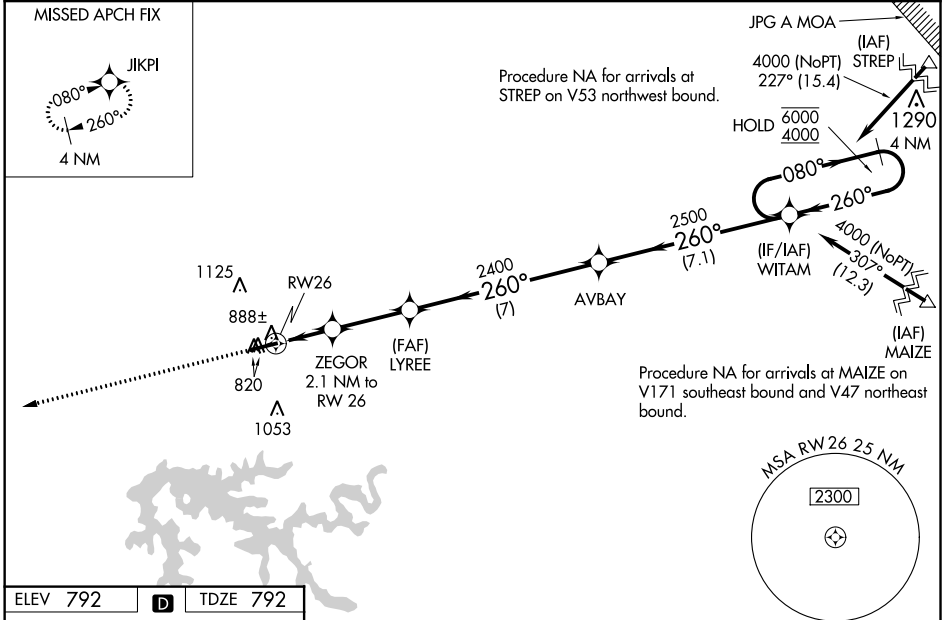 MISSED APCH FIX
JIKPI
080°
260°
4 NM
JPG A MOA
(IAF)
STREP
4000 (NoPT)
227° (15.4)
Procedure NA for arrivals at
STREP on V53 northwest bound.
HOLD 6000
4000
1290
4 NM
080°
260°
2500
260°
(7.1)
(IF/IAF)
WITAM
4000 (NoPT)
307°
(12.3)
(IAF)
MAIZE
2400
260°
(7)
AVBAY
1125
RW26
888±
820
ZEGOR
2.1 NM to
RW 26
(FAF)
LYREE
1053
Procedure NA for arrivals at MAIZE on
V171 southeast bound and V47 northeast
bound.
MSA RW26 25 NM
2300
ELEV 792 D TDZE 792